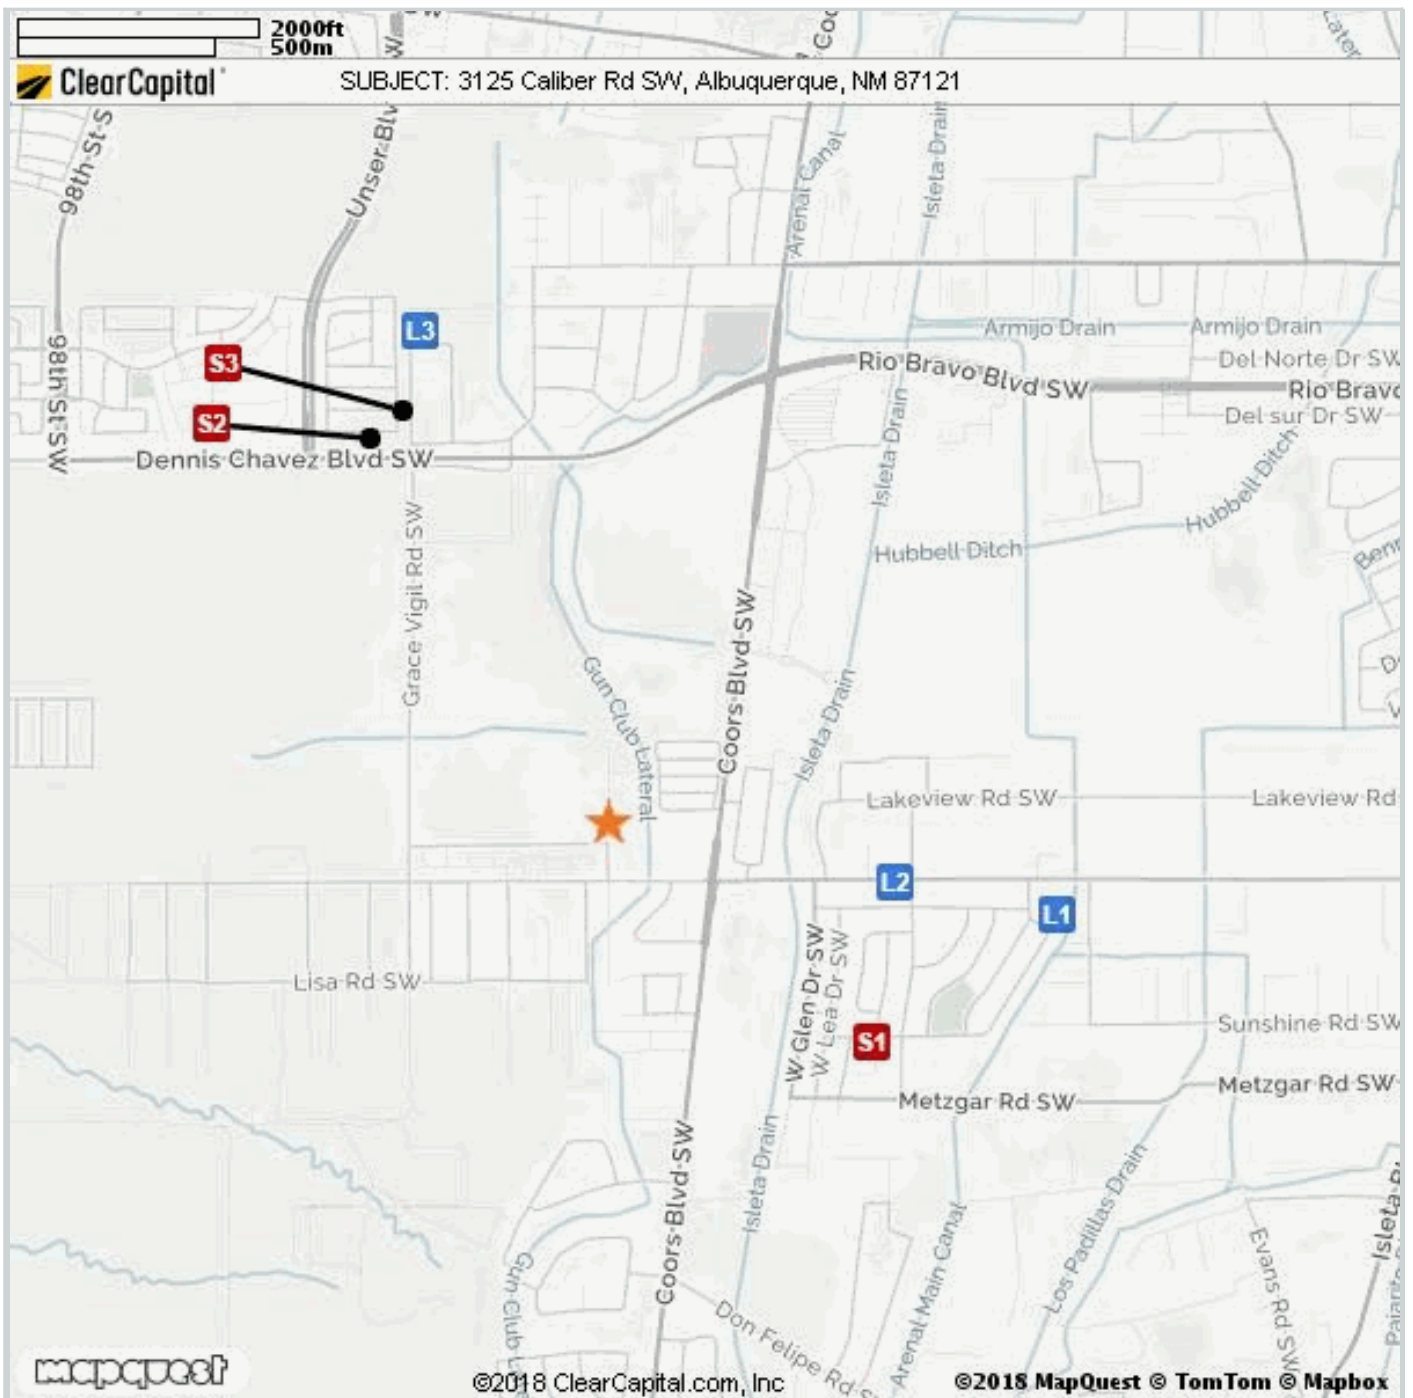 2000ft
500m
ClearCapital
SUBJECT: 3125 Caliber Rd SW, Albuquerque, NM 87121
98th St S
Unser Blv
Arenal Canal
Isleta Drain
Later
L3
S3
S2
98th St SW
Dennis Chavez Blvd SW
Armijo Drain
Armijo Drain
Del Norte Dr SW
Rio Bravo Blvd SW
Rio Bravo
Del sur Dr SW
Isleta Drain
Hubbell Ditch
Hubbell Ditch
Grace Vigil Rd SW
Gun Club Lateral
Coors Blvd SW
Isleta Drain
Lakeview Rd SW
Lakeview Rd
L2
L1
Lisa Rd SW
W Glen Dr SW
W Lea Dr SW
S1
Sunshine Rd SW
Metzgar Rd SW
Metzgar Rd SW
Coors Blvd SW
Isleta Drain
Arenal Main Canal
Los Padillas Drain
Evans Rd SW
Gun Club L
Don Felipe Rd S
mapquest
©2018 ClearCapital.com, Inc
©2018 MapQuest © TomTom © Mapbox